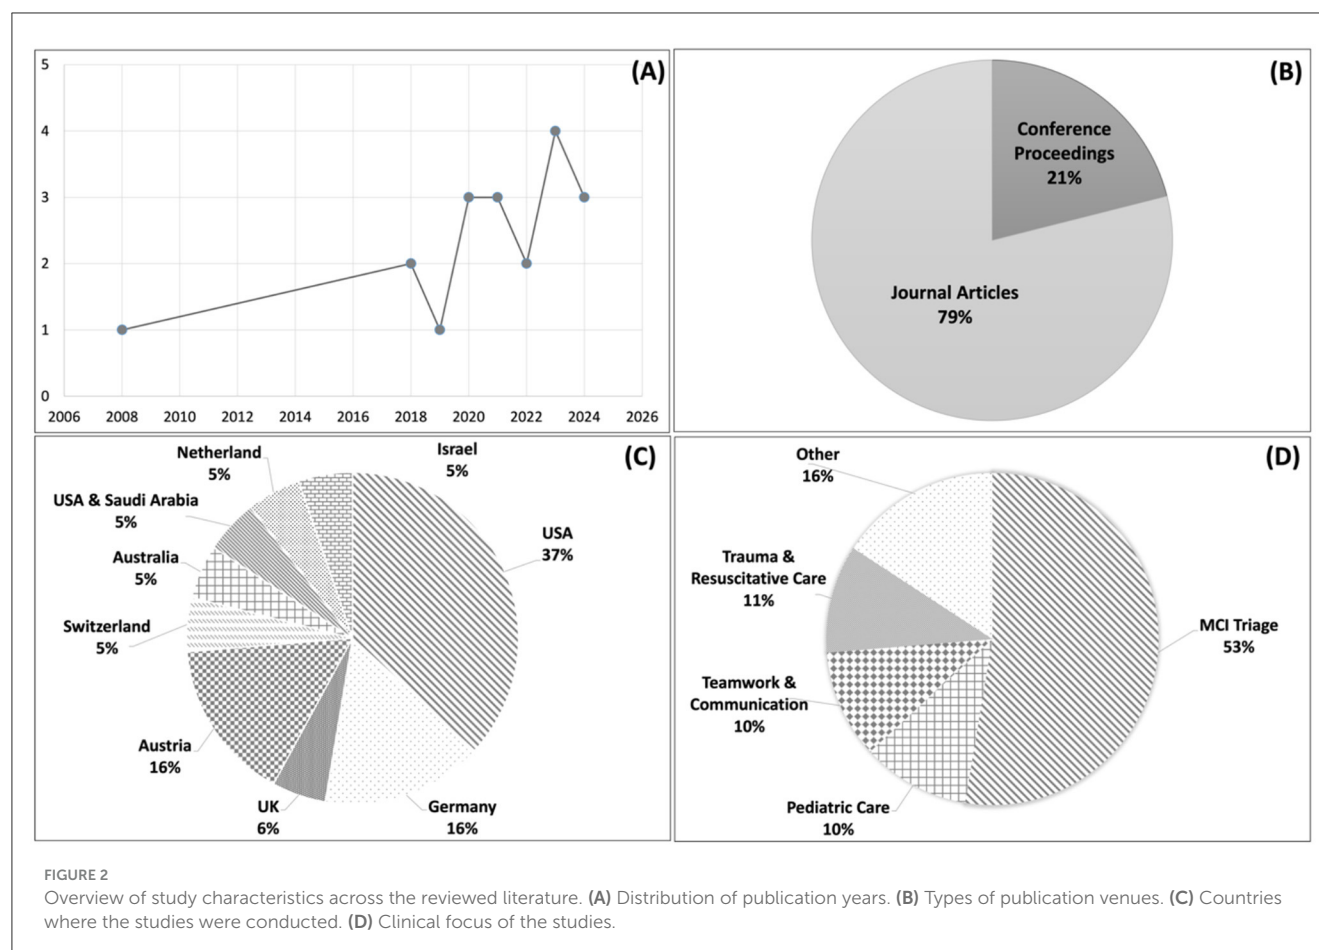 (A)
5
4
3
2
1
0
2006 2008 2010 2012 2014 2016 2018 2020 2022 2024 2026
(B)
Conference
Proceedings
21%
Journal Articles
79%
(C)
Israel
5%
Netherland
5%
USA & Saudi Arabia
5%
Australia
5%
Switzerland
5%
Austria
16%
UK
6%
Germany
16%
USA
37%
(D)
Other
16%
Trauma &
Resuscitative Care
11%
Teamwork &
Communication
10%
Pediatric Care
10%
MCI Triage
53%
FIGURE 2
Overview of study characteristics across the reviewed literature. (A) Distribution of publication years. (B) Types of publication venues. (C) Countries
where the studies were conducted. (D) Clinical focus of the studies.